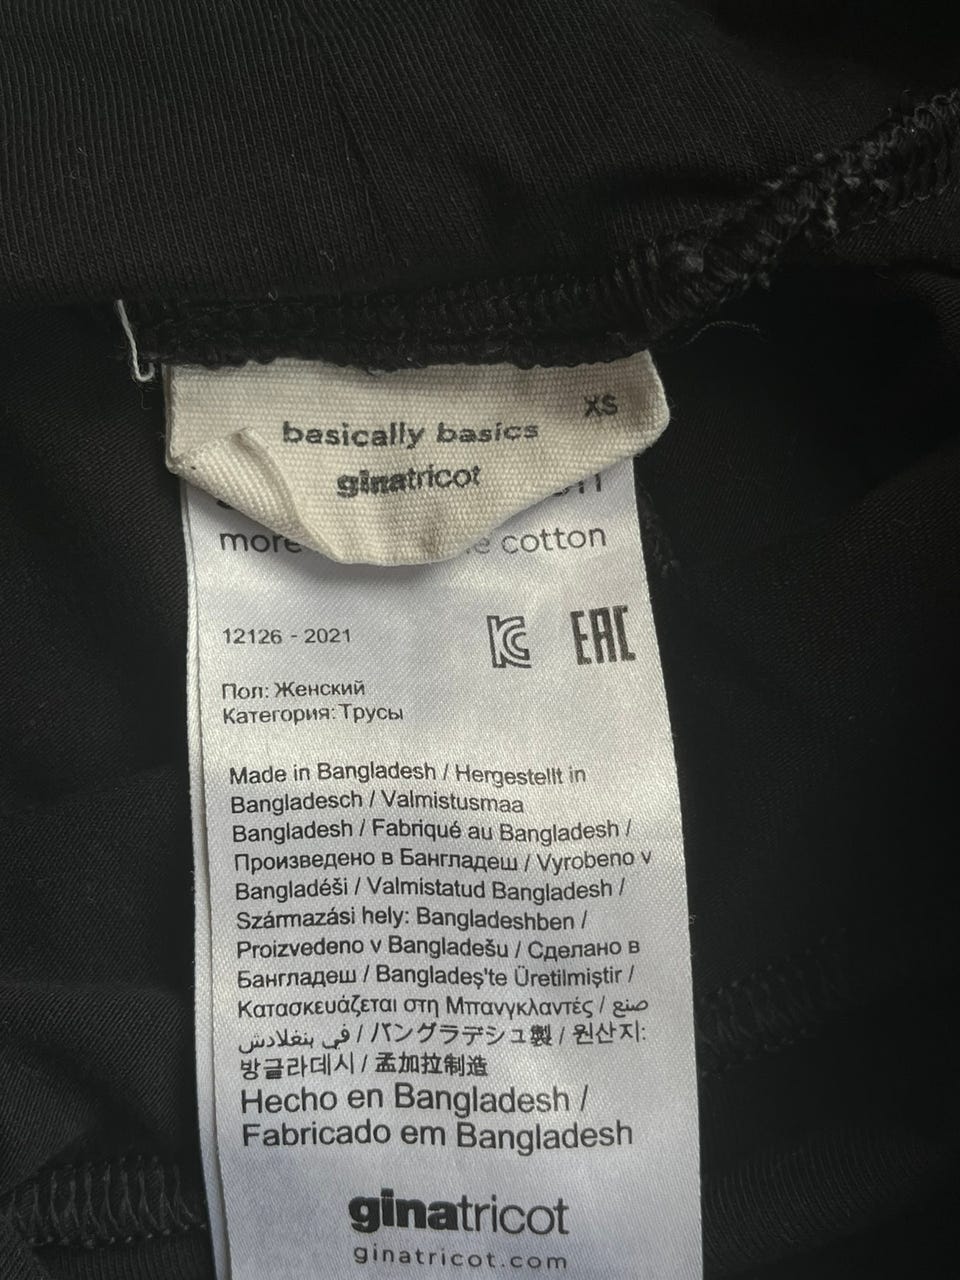 XS
basically basics
ginatricot
more cotton
12126 - 2021
KC EAC
Пол: Женский
Категория: Трусы
Made in Bangladesh / Hergestellt in
Bangladesch / Valmistusmaa
Bangladesh / Fabriqué au Bangladesh /
Произведено в Бангладеш / Vyrobeno v
Bangladéši / Valmistatud Bangladesh /
Származási hely: Bangladeshben /
Proizvedeno v Bangladešu / Сделано в
Бангладеш / Bangladeş'te Üretilmiştir /
Κατασκευάζεται στη Μπανγκλαντές / صنع
في بنغلادش / バングラデシュ製 / 원산지:
방글라데시 / 孟加拉制造
Hecho en Bangladesh /
Fabricado em Bangladesh
ginatricot
ginatricot.com